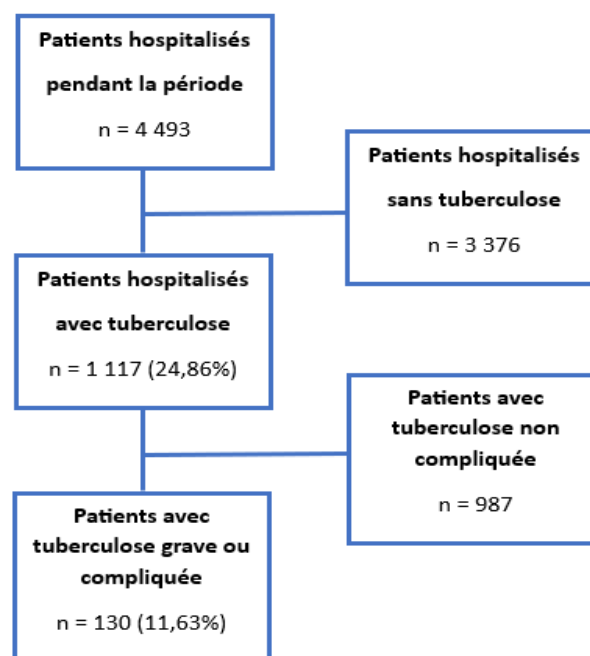 Patients hospitalisés
pendant la période
n = 4 493
Patients hospitalisés
sans tuberculose
n = 3 376
Patients hospitalisés
avec tuberculose
n = 1 117 (24,86%)
Patients avec
tuberculose non
compliquée
n = 987
Patients avec
tuberculose grave ou
compliquée
n = 130 (11,63%)